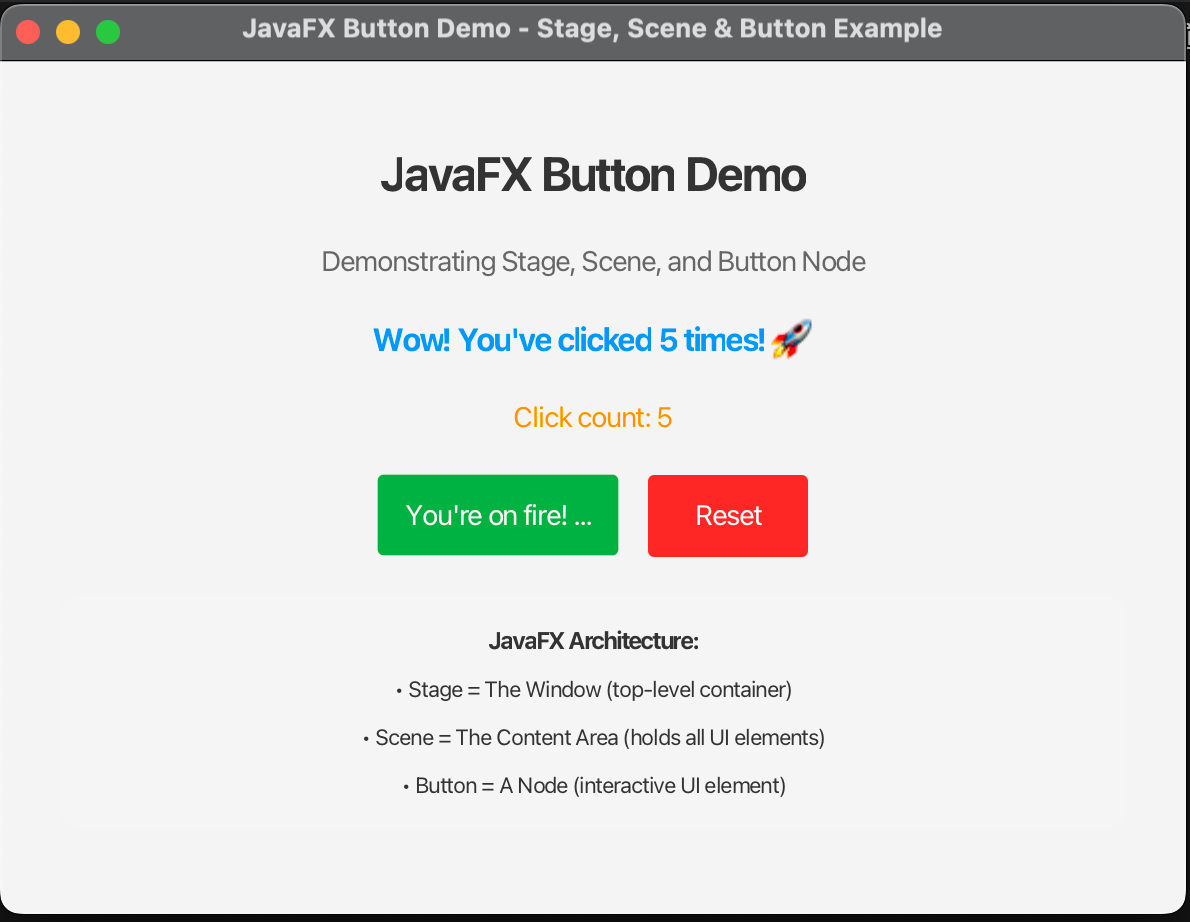 JavaFX Button Demo - Stage, Scene & Button Example
JavaFX Button Demo
Demonstrating Stage, Scene, and Button Node
Wow! You've clicked 5 times! 🚀
Click count: 5
You're on fire! ...
Reset
JavaFX Architecture:
• Stage = The Window (top-level container)
• Scene = The Content Area (holds all UI elements)
• Button = A Node (interactive UI element)